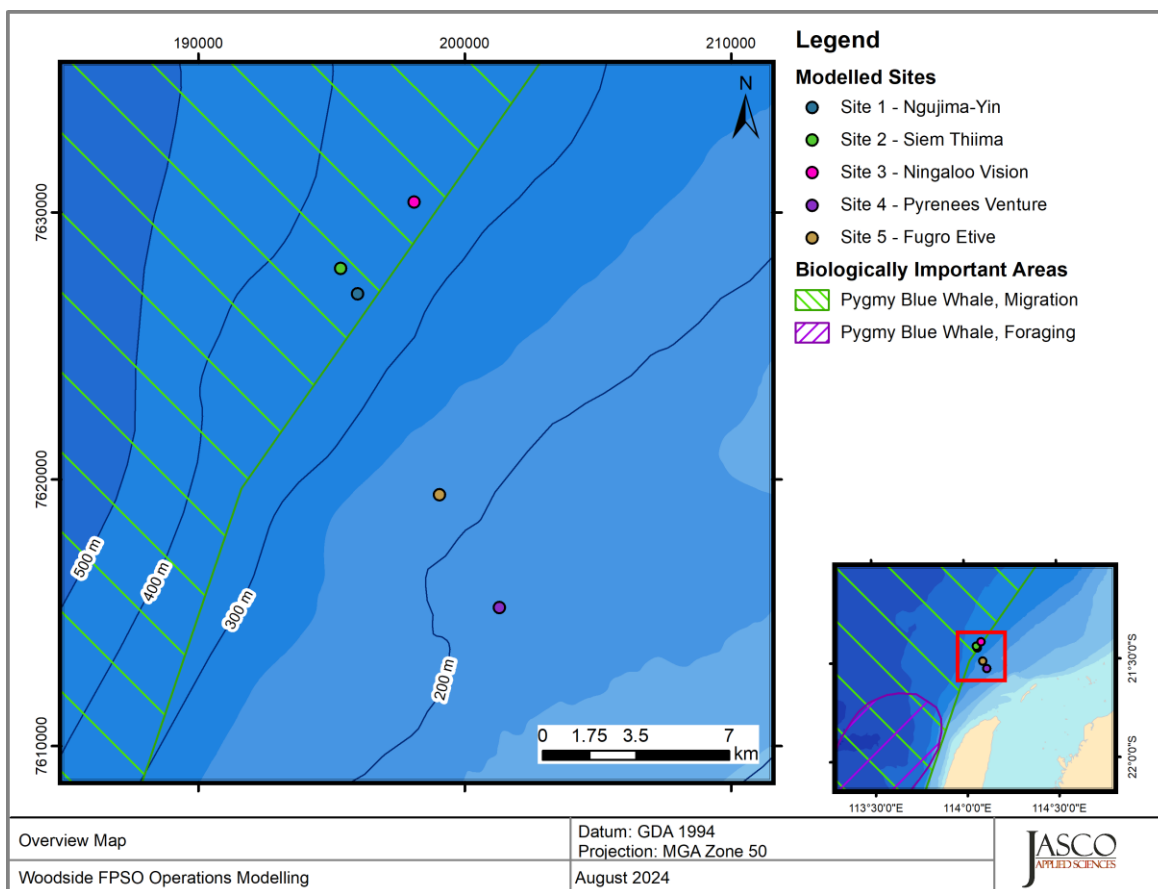 190000
200000
210000
7630000
7620000
7610000
N
500 m
400 m
300 m
200 m
0 1.75 3.5 7
km
Legend
Modelled Sites
Site 1 - Ngujima-Yin
Site 2 - Siem Thiima
Site 3 - Ningaloo Vision
Site 4 - Pyrenees Venture
Site 5 - Fugro Etive
Biologically Important Areas
Pygmy Blue Whale, Migration
Pygmy Blue Whale, Foraging
21°30'0"S
22°0'0"S
113°30'0"E
114°0'0"E
114°30'0"E
Overview Map
Datum: GDA 1994
Projection: MGA Zone 50
Woodside FPSO Operations Modelling
August 2024
JASCO
APPLIED SCIENCES